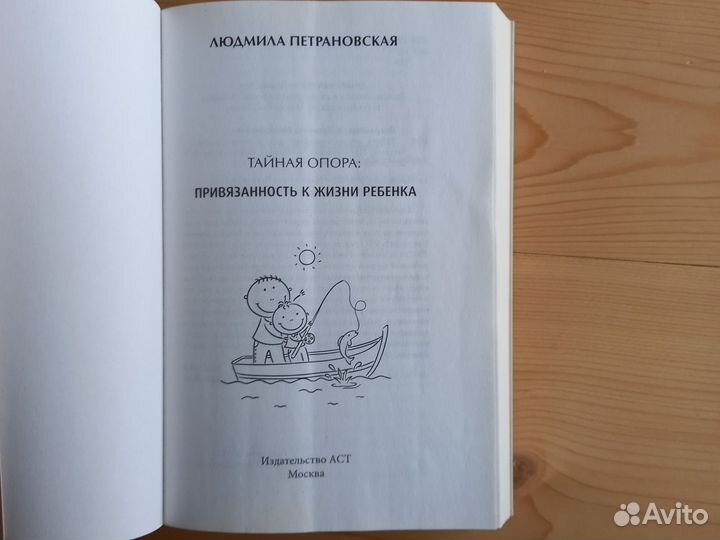 ЛЮДМИЛА ПЕТРАНОВСКАЯ
ТАЙНАЯ ОПОРА:
ПРИВЯЗАННОСТЬ К ЖИЗНИ РЕБЕНКА
А
Издательство АСТ
Москва
Avito